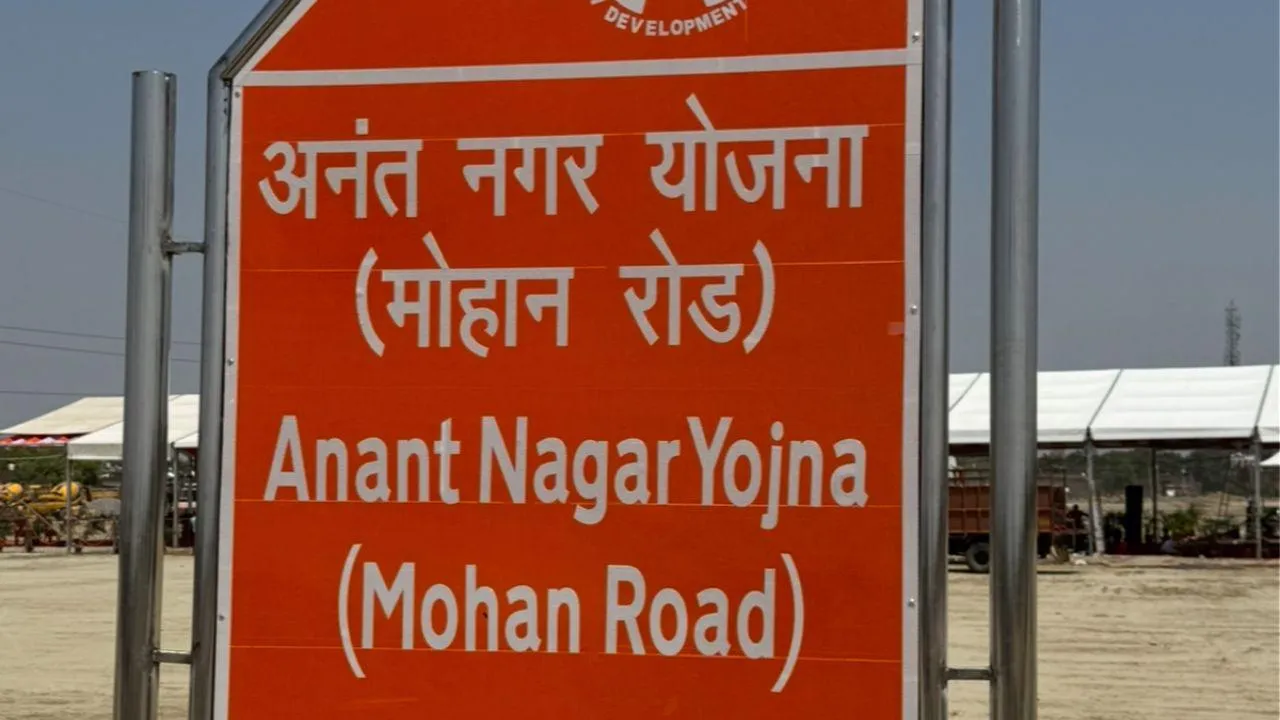 DEVELOPMENT
अनंत नगर योजना
(मोहान रोड)
Anant Nagar Yojna
(Mohan Road)